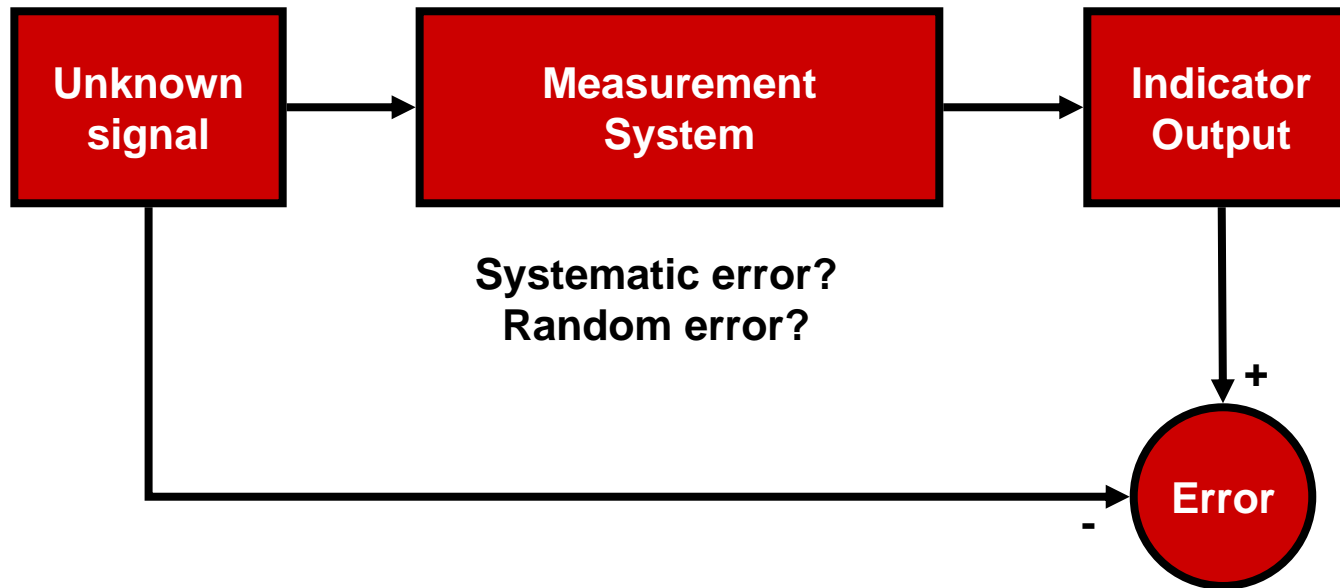 Unknown
signal
Measurement
System
Indicator
Output
Systematic error?
Random error?
+
-
Error